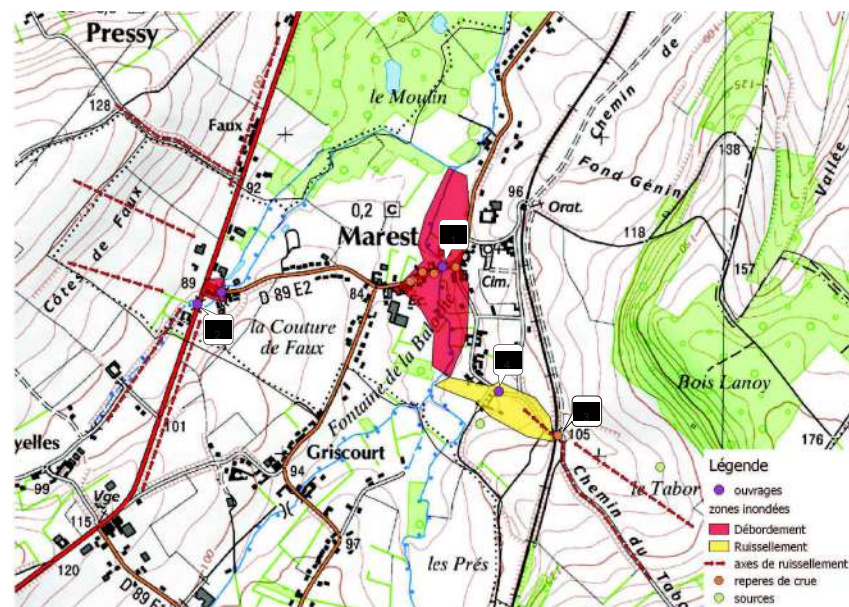 Pressy
le Moulin
128
Faux
100
92
Côtes de Faux
0,2 C
Marest
96
Orat.
Chemin de
Fond Génin
125
138
Vallée
118
157
89
D 89 E2
84
Cim.
la Couture
de Faux
Fontaine de la
Bois Lanoy
176
101
105
yelles
99
Vge
Griscourt
94
115
97
120
D 89 E
les Prés
le Tabor
Chemin du Tab
Légende
ouvrages
zones inondées
Débordement
Ruissellement
axes de ruissellement
reperes de crue
sources